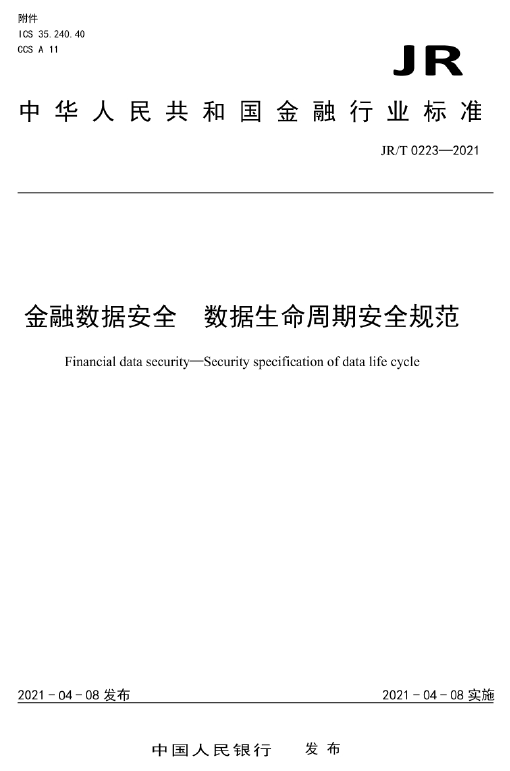 附件
ICS 35.240.40
CCS A 11
JR
中华人民共和国金融行业标准
JR/T 0223—2021
金融数据安全 数据生命周期安全规范
Financial data security—Security specification of data life cycle
2021-04-08 发布 2021-04-08 实施
中国人民银行 发布